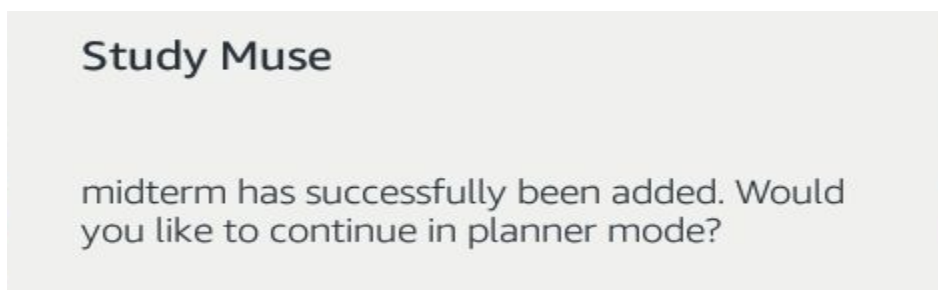 Study Muse
midterm has successfully been added. Would
you like to continue in planner mode?